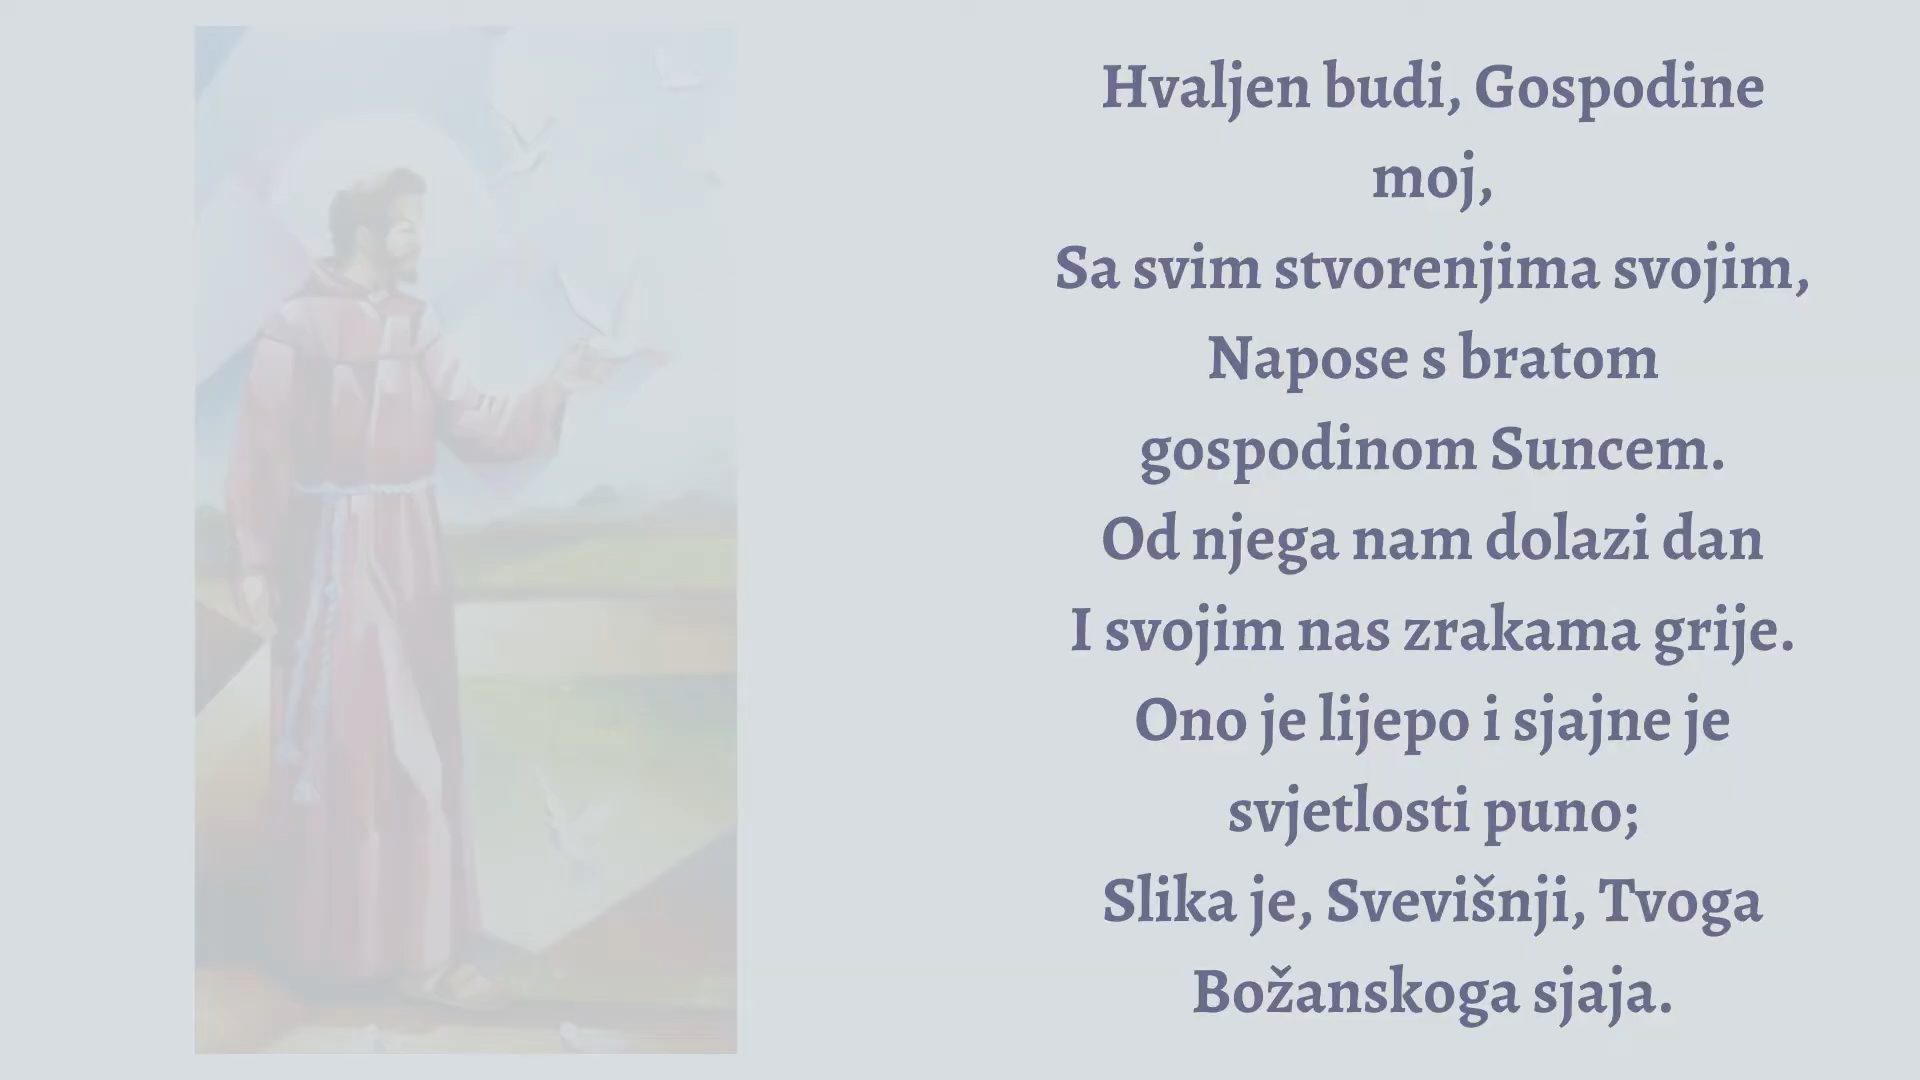 Hvaljen budi, Gospodine
moj,
Sa svim stvorenjima svojim,
Napose s bratom
gospodinom Suncem.
Od njega nam dolazi dan
I svojim nas zrakama grije.
Ono je lijepo i sjajne je
svjetlosti puno;
Slika je, Svevišnji, Tvoga
Božanskoga sjaja.